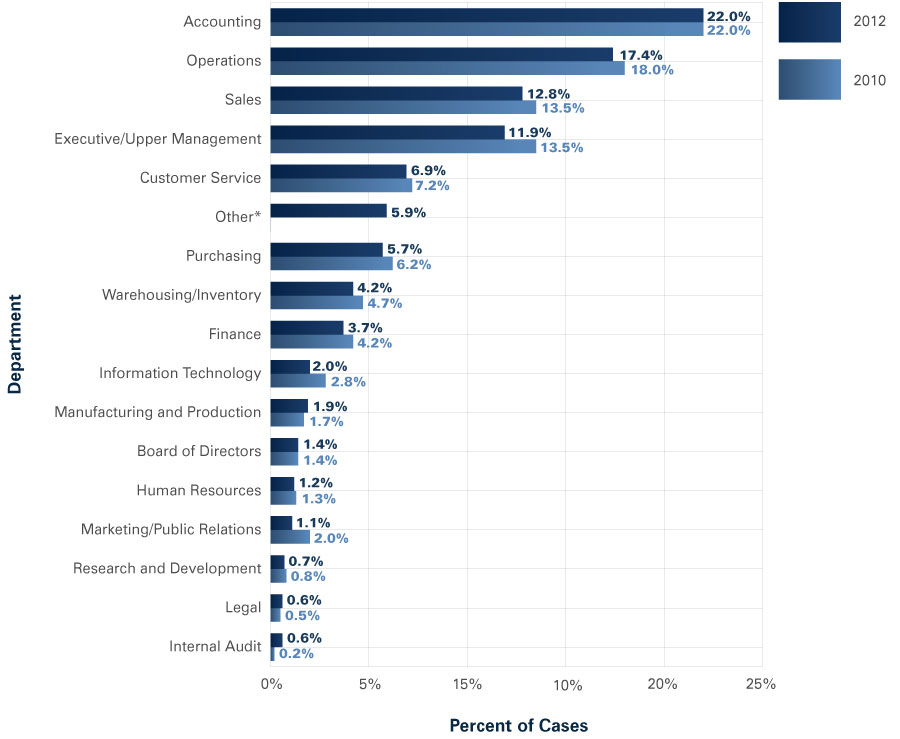 Accounting 22.0%
22.0%
Operations 17.4%
18.0%
Sales 12.8%
13.5%
Executive/Upper Management 11.9%
13.5%
Customer Service 6.9%
7.2%
Other* 5.9%
Purchasing 5.7%
6.2%
Warehousing/Inventory 4.2%
4.7%
Finance 3.7%
4.2%
Information Technology 2.0%
2.8%
Manufacturing and Production 1.9%
1.7%
Board of Directors 1.4%
1.4%
Human Resources 1.2%
1.3%
Marketing/Public Relations 1.1%
2.0%
Research and Development 0.7%
0.8%
Legal 0.6%
0.5%
Internal Audit 0.6%
0.2%
0% 5% 15% 10% 20% 25%
Percent of Cases
Department
2012
2010